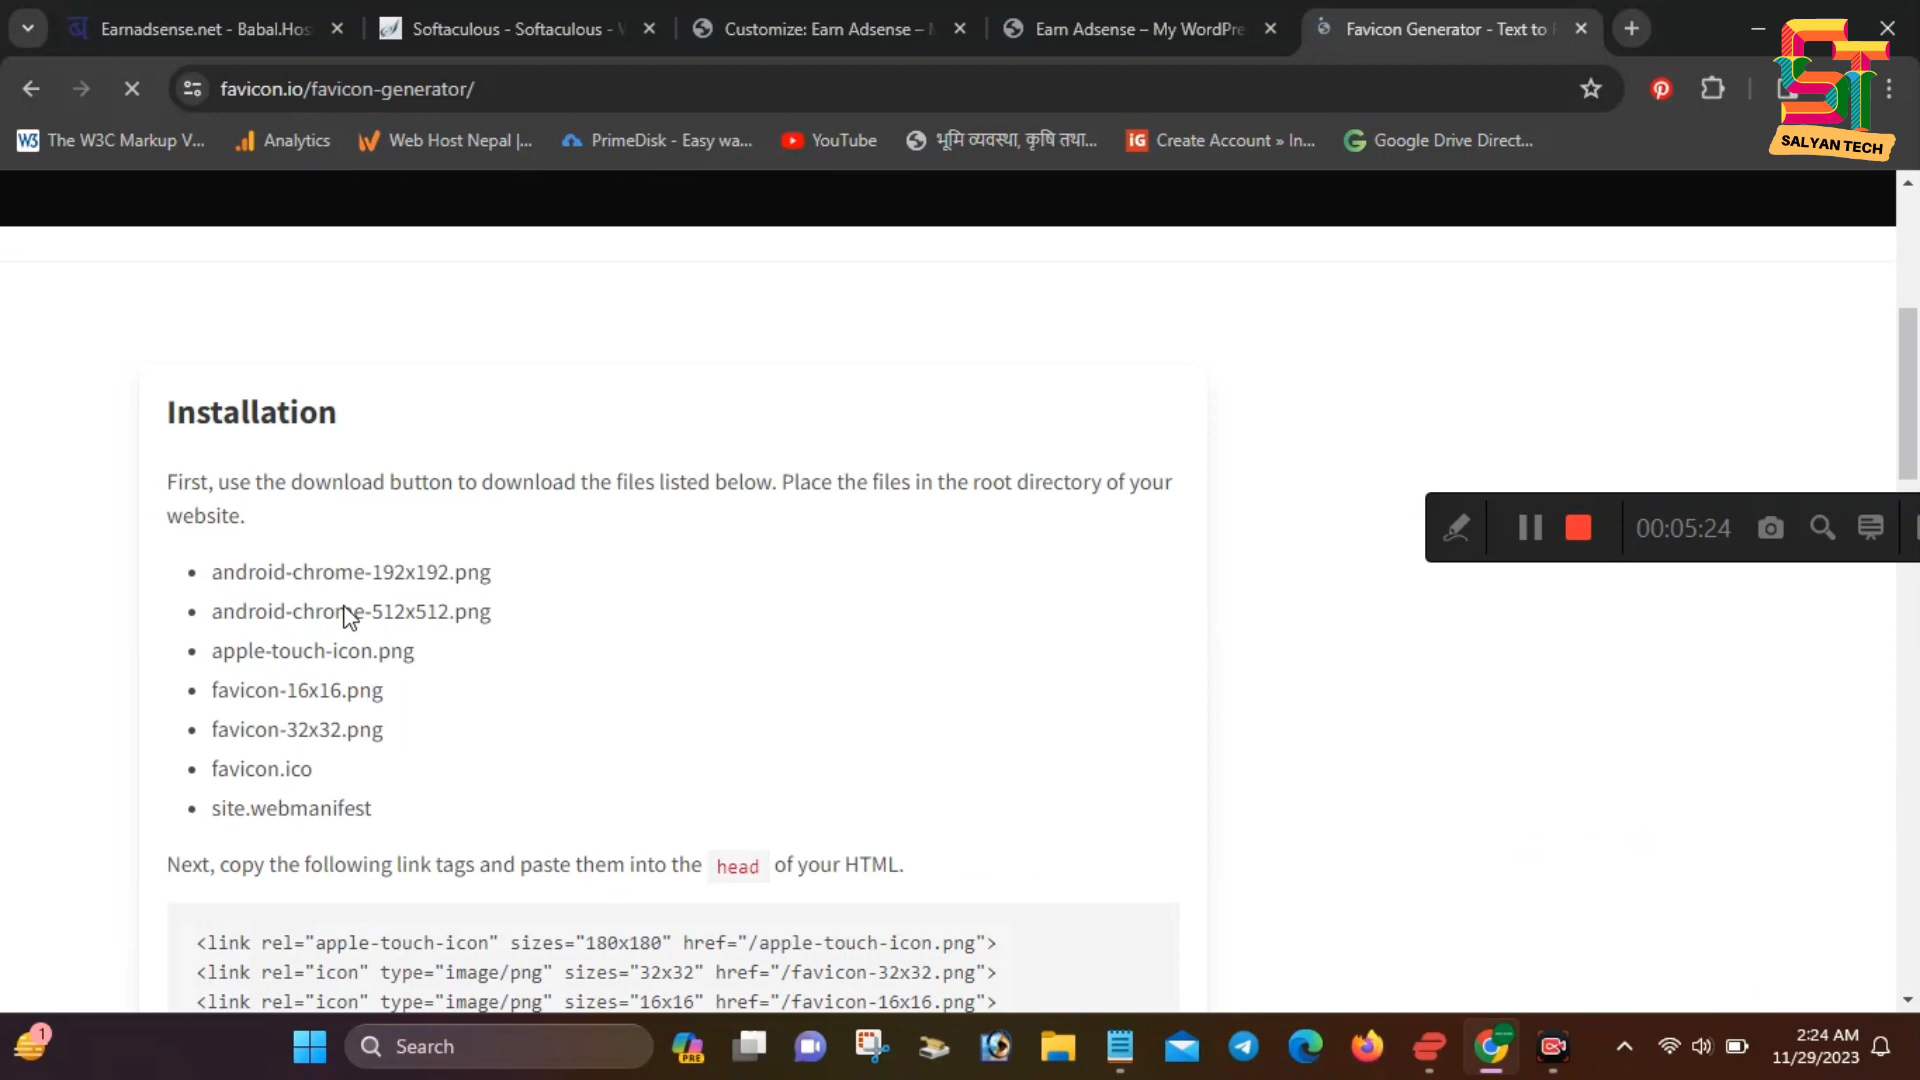 Earnadsense.net - Babal.Hos
Softaculous - Softaculous -
Customize: Earn Adsense –
Earn Adsense – My WordPre
Favicon Generator - Text to
favicon.io/favicon-generator/
The W3C Markup V...
Analytics
Web Host Nepal |...
PrimeDisk - Easy wa...
YouTube
भूमि व्यवस्था, कृषि तथा...
iG
Create Account » In...
Google Drive Direct...
ST
SALYAN TECH
Installation
First, use the download button to download the files listed below. Place the files in the root directory of your
website.
• android-chrome-192x192.png
• android-chrome-512x512.png
• apple-touch-icon.png
• favicon-16x16.png
• favicon-32x32.png
• favicon.ico
• site.webmanifest
00:05:24
Next, copy the following link tags and paste them into the head of your HTML.
<link rel="apple-touch-icon" sizes="180x180" href="/apple-touch-icon.png">
<link rel="icon" type="image/png" sizes="32x32" href="/favicon-32x32.png">
<link rel="icon" type="image/png" sizes="16x16" href="/favicon-16x16.png">
1
Search
PRE
2:24 AM
11/29/2023